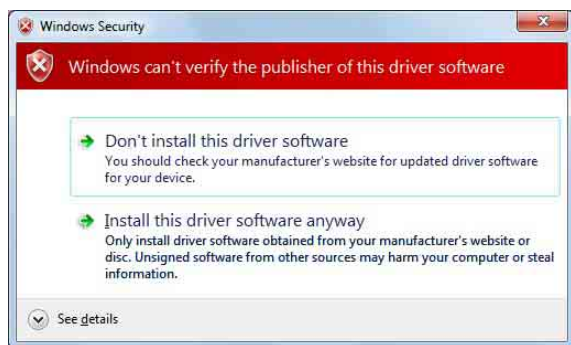 Windows Security
Windows can't verify the publisher of this driver software
Don't install this driver software
You should check your manufacturer's website for updated driver software
for your device.
Install this driver software anyway
Only install driver software obtained from your manufacturer's website or
disc. Unsigned software from other sources may harm your computer or steal
information.
See details